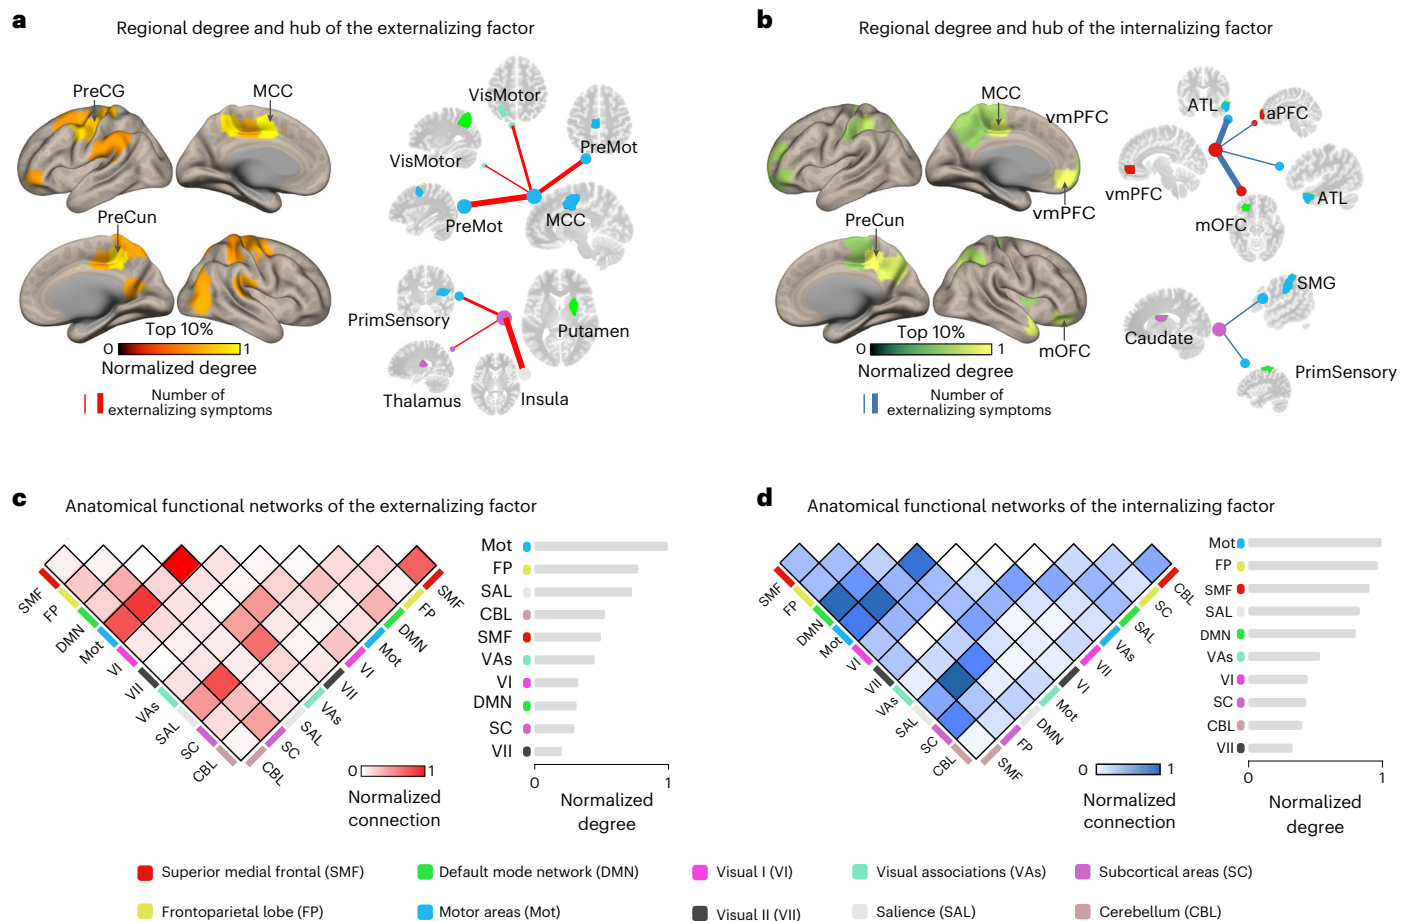 a
Regional degree and hub of the externalizing factor
PreCG
MCC
PreCun
Top 10%
0
1
Normalized degree
Number of
externalizing symptoms
VisMotor
VisMotor
PreMot
PreMot
MCC
PrimSensory
Putamen
Thalamus
Insula
b
Regional degree and hub of the internalizing factor
MCC
vmPFC
vmPFC
PreCun
mOFC
Top 10%
0
1
Normalized degree
Number of
externalizing symptoms
ATL
aPFC
vmPFC
ATL
mOFC
SMG
Caudate
PrimSensory
c
Anatomical functional networks of the externalizing factor
SMF
FP
DMN
Mot
VI
VII
VAs
SAL
SC
CBL
SMF
FP
DMN
Mot
VI
VII
VAs
SAL
SC
CBL
0
1
Normalized
connection
Mot
FP
SAL
CBL
SMF
VAs
VI
DMN
SC
VII
0
1
Normalized
degree
d
Anatomical functional networks of the internalizing factor
SMF
FP
DMN
Mot
VI
VII
VAs
SAL
SC
CBL
CBL
SC
SAL
VAs
VII
VI
Mot
DMN
FP
SMF
0
1
Normalized
connection
Mot
FP
SMF
SAL
DMN
VAs
VI
SC
CBL
VII
0
1
Normalized
degree
Superior medial frontal (SMF)
Default mode network (DMN)
Visual I (VI)
Visual associations (VAs)
Subcortical areas (SC)
Frontoparietal lobe (FP)
Motor areas (Mot)
Visual II (VII)
Salience (SAL)
Cerebellum (CBL)